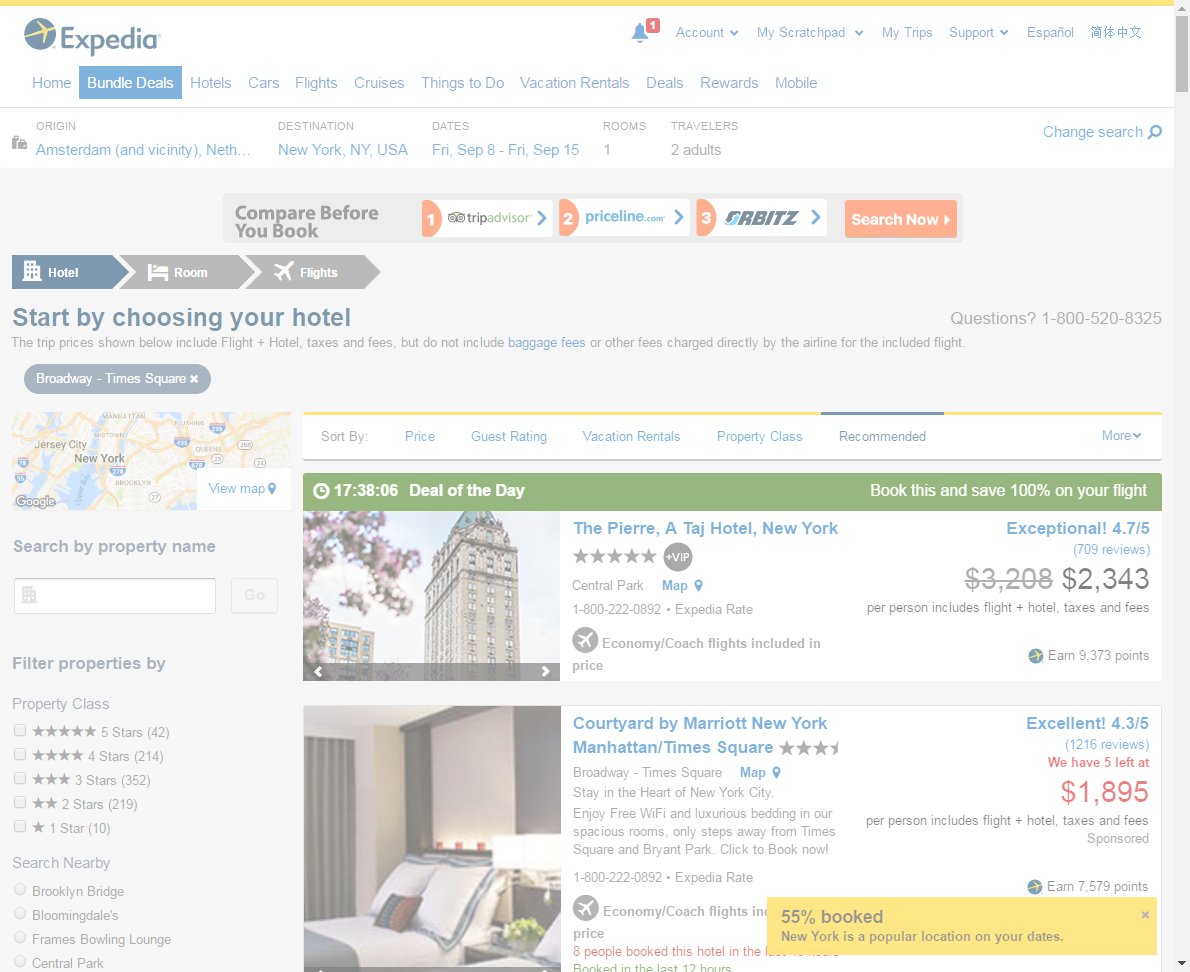 Expedia
1
Account
My Scratchpad
My Trips
Support
Español
简体中文
Home
Bundle Deals
Hotels
Cars
Flights
Cruises
Things to Do
Vacation Rentals
Deals
Rewards
Mobile
ORIGIN
DESTINATION
DATES
ROOMS
TRAVELERS
Amsterdam (and vicinity), Neth…
New York, NY, USA
Fri, Sep 8 - Fri, Sep 15
1
2 adults
Change search
Compare Before
You Book
1 tripadvisor
2 priceline.com
3 ORBITZ
Search Now
Hotel
Room
Flights
Start by choosing your hotel
Questions? 1-800-520-8325
The trip prices shown below include Flight + Hotel, taxes and fees, but do not include baggage fees or other fees charged directly by the airline for the included flight.
Broadway - Times Square ×
MANHATTAN
FLUSHING
Jersey City
MIDTOWN
QUEENS
New York
BROOKLYN
495
295
258
78
95
278
678
25
24
27
Google
View map
Search by property name
Go
Filter properties by
Property Class
5 Stars (42)
4 Stars (214)
3 Stars (352)
2 Stars (219)
1 Star (10)
Search Nearby
Brooklyn Bridge
Bloomingdale's
Frames Bowling Lounge
Central Park
Sort By:
Price
Guest Rating
Vacation Rentals
Property Class
Recommended
More
17:38:06 Deal of the Day
Book this and save 100% on your flight
The Pierre, A Taj Hotel, New York
+VIP
Central Park
Map
1-800-222-0892 • Expedia Rate
Economy/Coach flights included in
price
Exceptional! 4.7/5
(709 reviews)
$3,208 $2,343
per person includes flight + hotel, taxes and fees
Earn 9,373 points
Courtyard by Marriott New York
Manhattan/Times Square
Broadway - Times Square
Map
Stay in the Heart of New York City.
Enjoy Free WiFi and luxurious bedding in our
spacious rooms, only steps away from Times
Square and Bryant Park. Click to Book now!
1-800-222-0892 • Expedia Rate
Economy/Coach flights inc
price
8 people booked this hotel in the
Booked in the last 12 hours
Excellent! 4.3/5
(1216 reviews)
We have 5 left at
$1,895
per person includes flight + hotel, taxes and fees
Sponsored
Earn 7,579 points
55% booked
×
New York is a popular location on your dates.